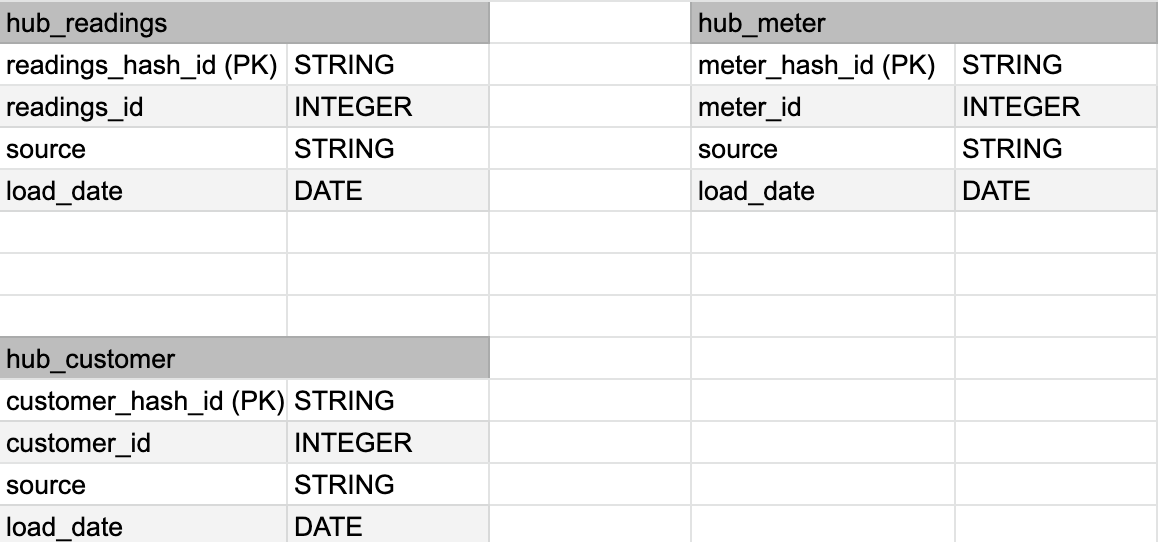 hub_readings
readings_hash_id (PK) STRING
readings_id INTEGER
source STRING
load_date DATE
hub_meter
meter_hash_id (PK) STRING
meter_id INTEGER
source STRING
load_date DATE
hub_customer
customer_hash_id (PK) STRING
customer_id INTEGER
source STRING
load_date DATE